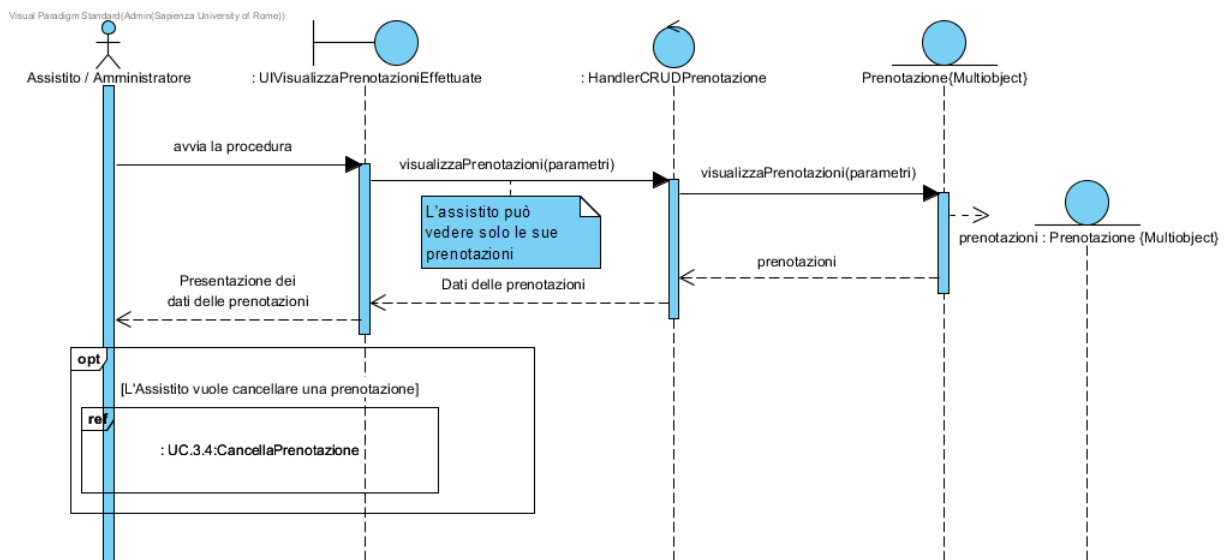 Visual Paradigm Standard(Admin(Sapienza University of Rome))
Assistito / Amministratore
: UIVisualizzaPrenotazioniEffettuate
: HandlerCRUDPrenotazione
Prenotazione{Multiobject}
avvia la procedura
visualizzaPrenotazioni(parametri)
visualizzaPrenotazioni(parametri)
L'assistito può
vedere solo le sue
prenotazioni
prenotazioni : Prenotazione {Multiobject}
prenotazioni
Dati delle prenotazioni
Presentazione dei
dati delle prenotazioni
opt
[L'Assistito vuole cancellare una prenotazione]
ref
: UC.3.4:CancellaPrenotazione